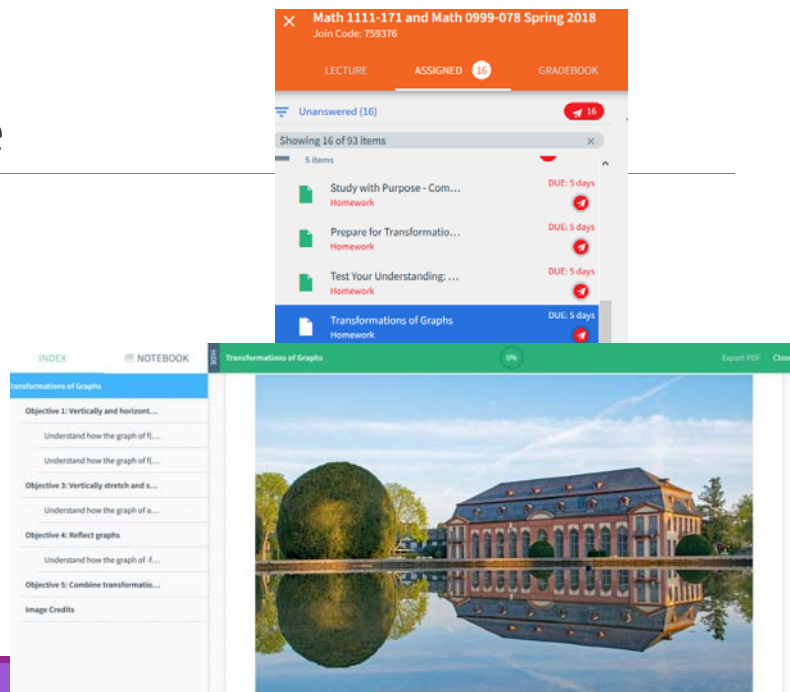 e
Math 1111-171 and Math 0999-078 Spring 2018
Join Code: 759376
LECTURE ASSIGNED 16 GRADEBOOK
Unanswered (16) 16
Showing 16 of 93 items
5 items
Study with Purpose - Com...
DUE: 5 days
Homework
Prepare for Transformatio...
DUE: 5 days
Homework
Test Your Understanding: ...
DUE: 5 days
Homework
Transformations of Graphs
DUE: 5 days
Homework
INDEX NOTEBOOK HIDE Transformations of Graphs 0% Export PDF
Transformations of Graphs
Objective 1: Vertically and horizont...
Understand how the graph of f(...
Understand how the graph of f(...
Objective 3: Vertically stretch and s...
Understand how the graph of a...
Objective 4: Reflect graphs
Understand how the graph of -f...
Objective 5: Combine transformatio...
Image Credits